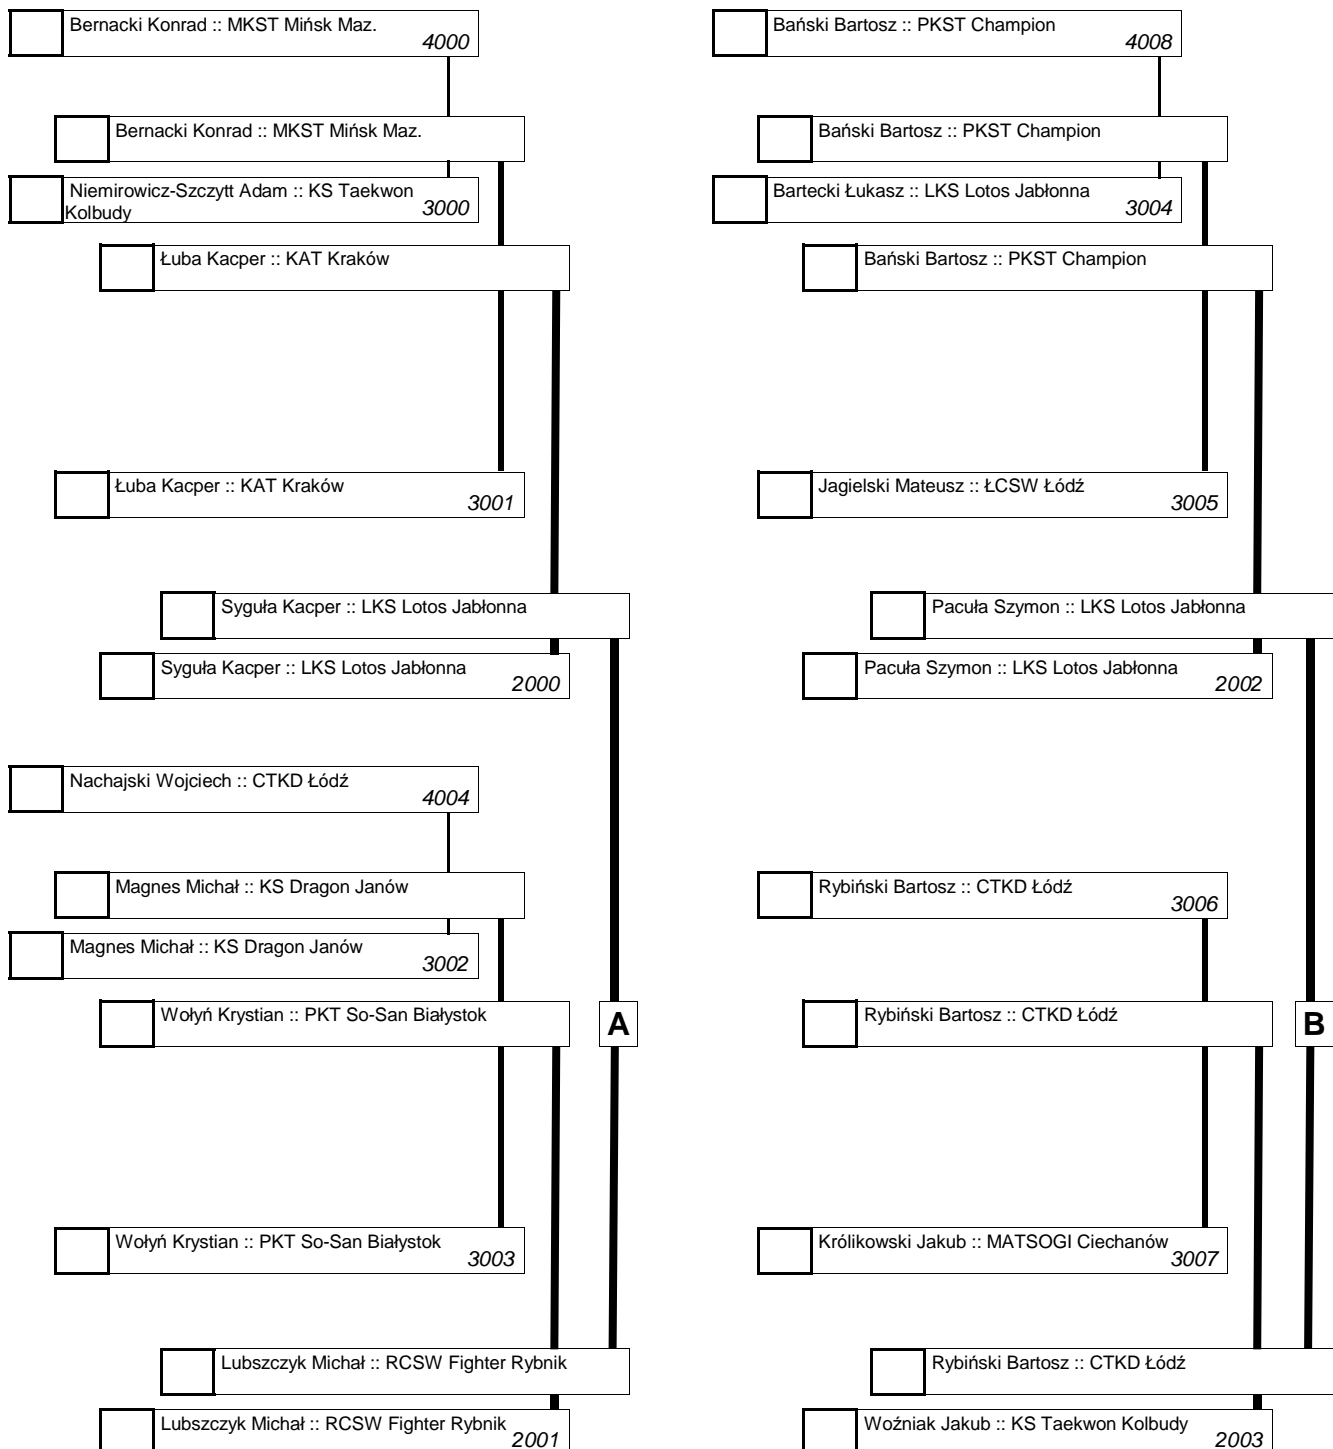 Bernacki Konrad :: MKST Mińsk Maz.
4000
Bernacki Konrad :: MKST Mińsk Maz.
Niemirowicz-Szczytt Adam :: KS Taekwon
Kolbudy
3000
Łuba Kacper :: KAT Kraków
Łuba Kacper :: KAT Kraków
3001
Syguła Kacper :: LKS Lotos Jabłonna
Syguła Kacper :: LKS Lotos Jabłonna
2000
Nachajski Wojciech :: CTKD Łódź
4004
Magnes Michał :: KS Dragon Janów
Magnes Michał :: KS Dragon Janów
3002
Wołyń Krystian :: PKT So-San Białystok
A
Wołyń Krystian :: PKT So-San Białystok
3003
Lubszczyk Michał :: RCSW Fighter Rybnik
Lubszczyk Michał :: RCSW Fighter Rybnik
2001
Bański Bartosz :: PKST Champion
4008
Bański Bartosz :: PKST Champion
Bartecki Łukasz :: LKS Lotos Jabłonna
3004
Bański Bartosz :: PKST Champion
Jagielski Mateusz :: ŁCSW Łódź
3005
Pacuła Szymon :: LKS Lotos Jabłonna
Pacuła Szymon :: LKS Lotos Jabłonna
2002
Rybiński Bartosz :: CTKD Łódź
3006
Rybiński Bartosz :: CTKD Łódź
B
Królikowski Jakub :: MATSOGI Ciechanów
3007
Rybiński Bartosz :: CTKD Łódź
Woźniak Jakub :: KS Taekwon Kolbudy
2003